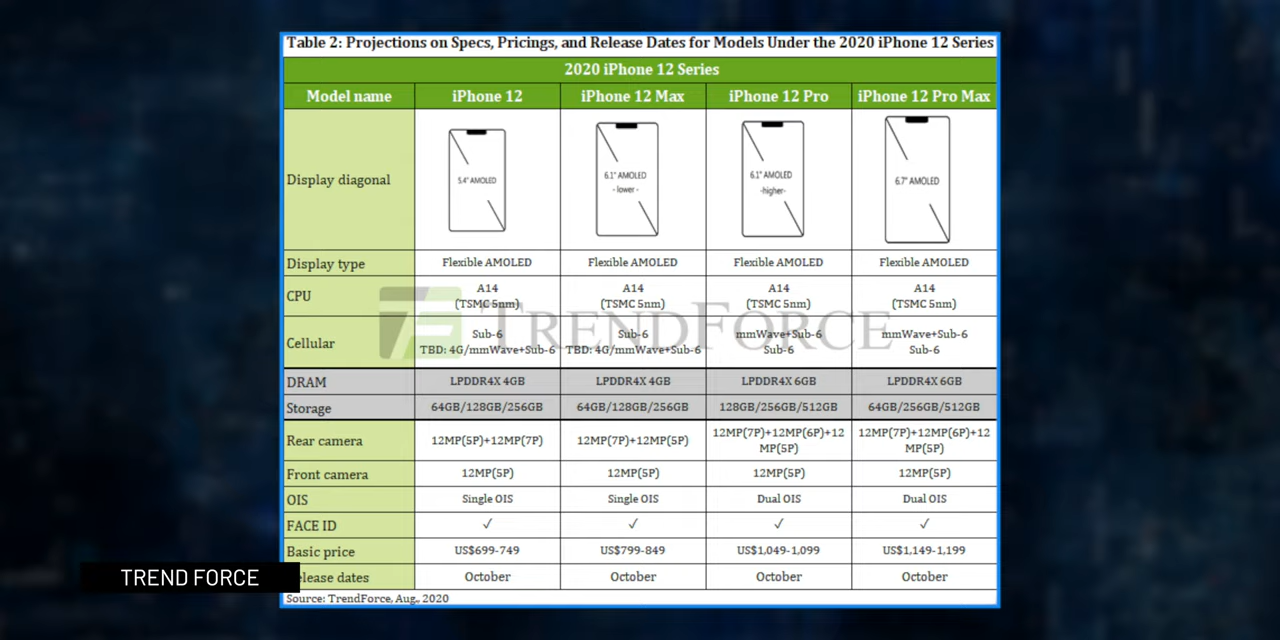 Table 2: Projections on Specs, Pricings, and Release Dates for Models Under the 2020 iPhone 12 Series
2020 iPhone 12 Series
Model name iPhone 12 iPhone 12 Max iPhone 12 Pro iPhone 12 Pro Max
Display diagonal 5.4" AMOLED 6.1" AMOLED 6.1" AMOLED 6.7" AMOLED
- lower - -higher-
Display type Flexible AMOLED Flexible AMOLED Flexible AMOLED Flexible AMOLED
CPU A14 A14 A14 A14
(TSMC 5nm) (TSMC 5nm) (TSMC 5nm) (TSMC 5nm)
TRENDFORCE
Cellular Sub-6 Sub-6 mmWave+Sub-6 mmWave+Sub-6
TBD: 4G/mmWave+Sub-6 TBD: 4G/mmWave+Sub-6 Sub-6 Sub-6
DRAM LPDDR4X 4GB LPDDR4X 4GB LPDDR4X 6GB LPDDR4X 6GB
Storage 64GB/128GB/256GB 64GB/128GB/256GB 128GB/256GB/512GB 64GB/256GB/512GB
Rear camera 12MP(5P)+12MP(7P) 12MP(7P)+12MP(5P) 12MP(7P)+12MP(6P)+12 12MP(7P)+12MP(6P)+12
MP(5P) MP(5P)
Front camera 12MP(5P) 12MP(5P) 12MP(5P) 12MP(5P)
OIS Single OIS Single OIS Dual OIS Dual OIS
FACE ID ✓ ✓ ✓ ✓
Basic price US$699-749 US$799-849 US$1,049-1,099 US$1,149-1,199
elease dates October October October October
Source: TrendForce, Aug., 2020
TREND FORCE